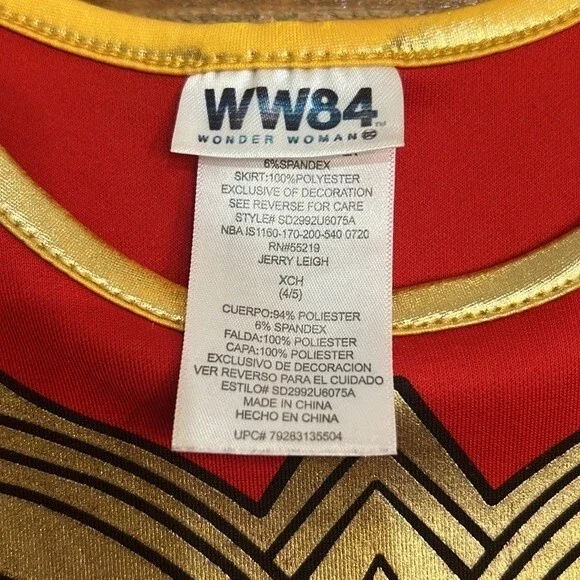 WW84™
WONDER WOMAN
6%SPANDEX
SKIRT:100%POLYESTER
EXCLUSIVE OF DECORATION
SEE REVERSE FOR CARE
STYLE# SD2992U6075A
NBA IS1160-170-200-540 0720
RN#55219
JERRY LEIGH
XCH
(4/5)
CUERPO:94% POLIESTER
6% SPANDEX
FALDA:100% POLIESTER
CAPA:100% POLIESTER
EXCLUSIVO DE DECORACION
VER REVERSO PARA EL CUIDADO
ESTILO# SD2992U6075A
MADE IN CHINA
HECHO EN CHINA
UPC# 79283135504